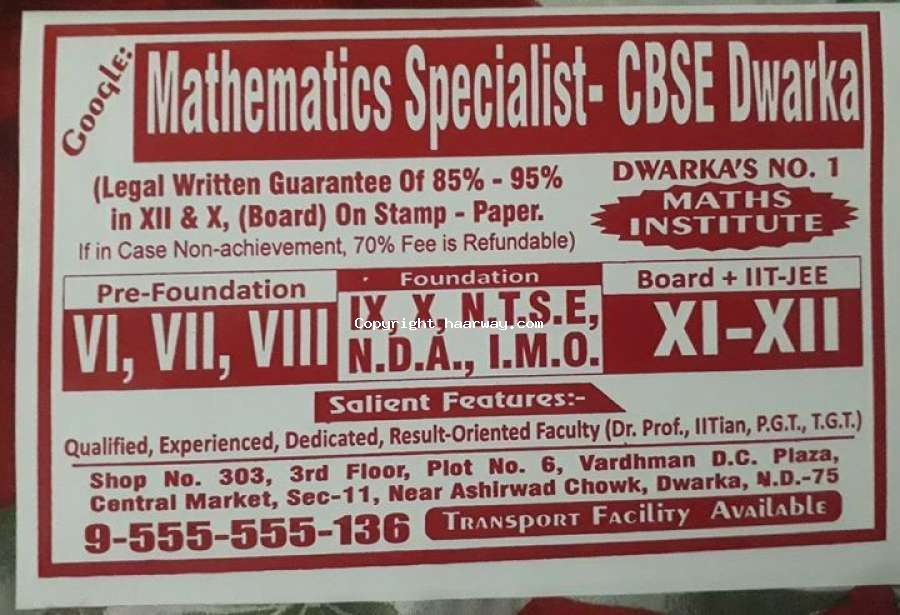 Google:
Mathematics Specialist- CBSE Dwarka
(Legal Written Guarantee Of 85% - 95%
in XII & X, (Board) On Stamp - Paper.
If in Case Non-achievement, 70% Fee is Refundable)
DWARKA'S NO. 1
MATHS
INSTITUTE
Pre-Foundation
VI, VII, VIII
Foundation
IX, X, N.T.S.E,
N.D.A., I.M.O.
Copyright haarway.com
Board + IIT-JEE
XI-XII
Salient Features:-
Qualified, Experienced, Dedicated, Result-Oriented Faculty (Dr. Prof., IITian, P.G.T., T.G.T.)
Shop No. 303, 3rd Floor, Plot No. 6, Vardhman D.C. Plaza,
Central Market, Sec-11, Near Ashirwad Chowk, Dwarka, N.D.-75
9-555-555-136
Transport Facility Available